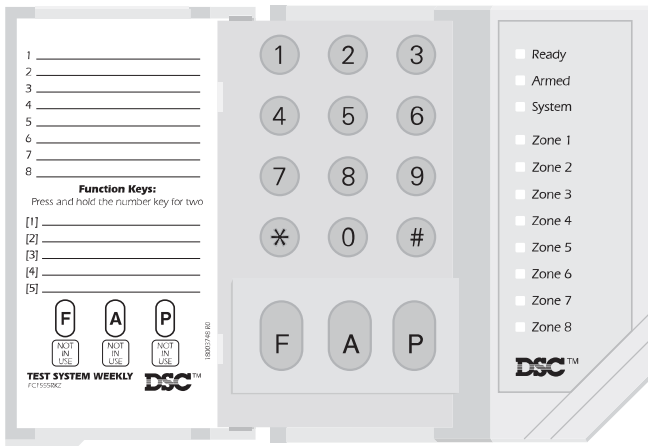 1
2
3
4
5
6
7
8
Function Keys:
Press and hold the number key for two
[1]
[2]
[3]
[4]
[5]
F A P
NOT IN USE NOT IN USE NOT IN USE
TEST SYSTEM WEEKLY
DSC™
1 2 3
4 5 6
7 8 9
* 0 #
F A P
Ready
Armed
System
Zone 1
Zone 2
Zone 3
Zone 4
Zone 5
Zone 6
Zone 7
Zone 8
DSC™